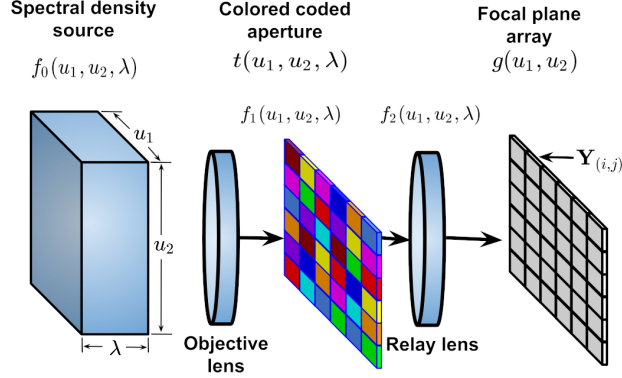 Spectral density
source
f₀(u₁, u₂, λ)
Colored coded
aperture
t(u₁, u₂, λ)
Focal plane
array
g(u₁, u₂)
f₁(u₁, u₂, λ)
f₂(u₁, u₂, λ)
u₁
Y₍ᵢ,ⱼ₎
u₂
λ
Objective
lens
Relay lens